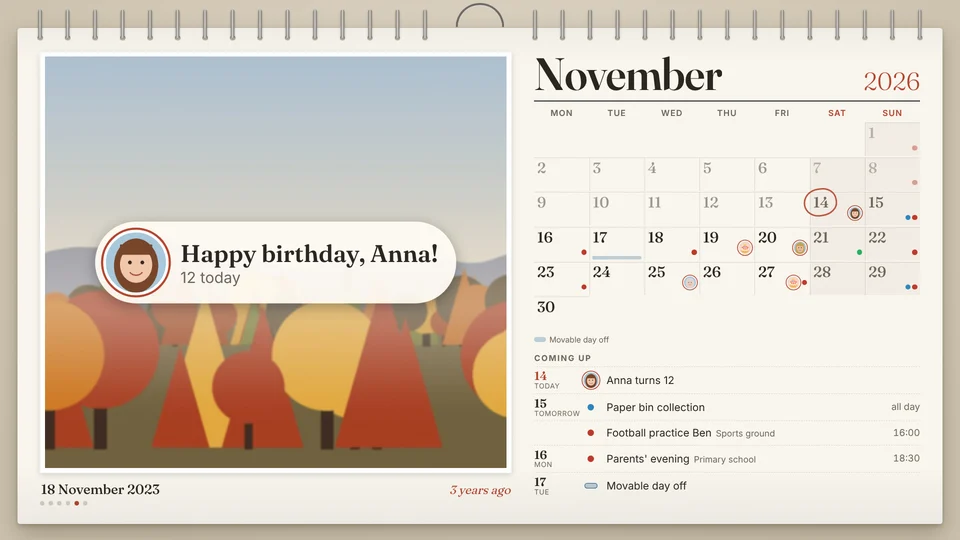 Happy birthday, Anna!
12 today
18 November 2023
3 years ago
November 2026
MON TUE WED THU FRI SAT SUN
1
2 3 4 5 6 7 8
9 10 11 12 13 14 15
16 17 18 19 20 21 22
23 24 25 26 27 28 29
30
Movable day off
COMING UP
14 TODAY Anna turns 12
15 TOMORROW Paper bin collection all day
Football practice Ben Sports ground 16:00
16 MON Parents' evening Primary school 18:30
17 TUE Movable day off